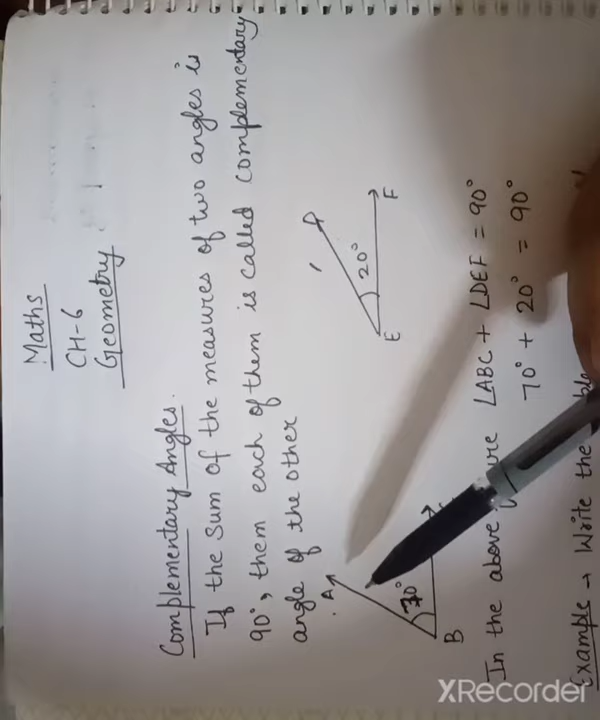 Maths
CH-6
Geometry
Complementary Angles.
If the sum of the measures of two angles is
90°, them each of them is called complementary
angle of the other
A
70°
B
D
20°
E
F
In the above ∠ABC + ∠DEF = 90°
70° + 20° = 90°
Example → Write the
XRecorder